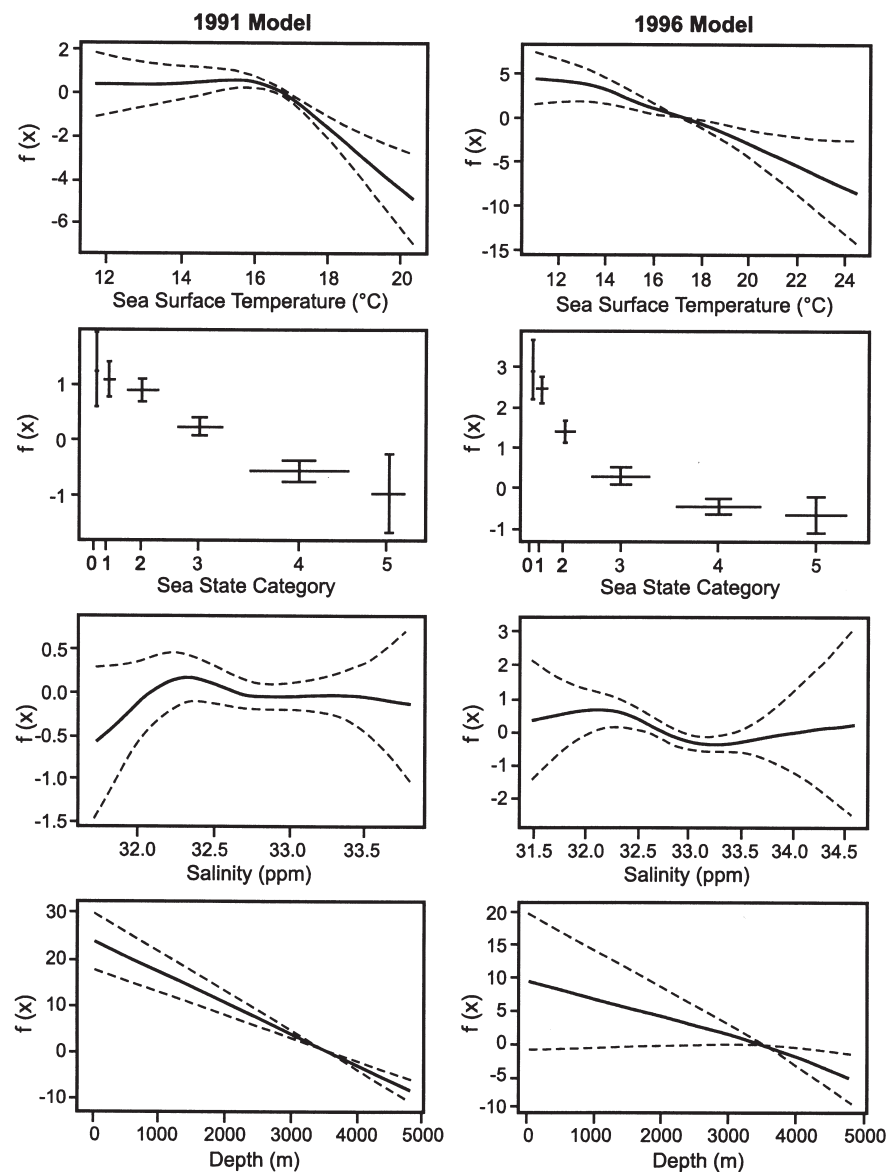 1991 Model
1996 Model
2
0
-2
-4
-6
f (x)
12 14 16 18 20
Sea Surface Temperature (°C)
5
0
-5
-10
-15
f (x)
12 14 16 18 20 22 24
Sea Surface Temperature (°C)
1
0
-1
f (x)
0 1 2 3 4 5
Sea State Category
3
2
1
0
-1
f (x)
0 1 2 3 4 5
Sea State Category
0.5
0.0
-0.5
-1.0
-1.5
f (x)
32.0 32.5 33.0 33.5
Salinity (ppm)
3
2
1
0
-1
-2
f (x)
31.5 32.0 32.5 33.0 33.5 34.0 34.5
Salinity (ppm)
30
20
10
0
-10
f (x)
0 1000 2000 3000 4000 5000
Depth (m)
20
15
10
5
0
-5
-10
f (x)
0 1000 2000 3000 4000 5000
Depth (m)